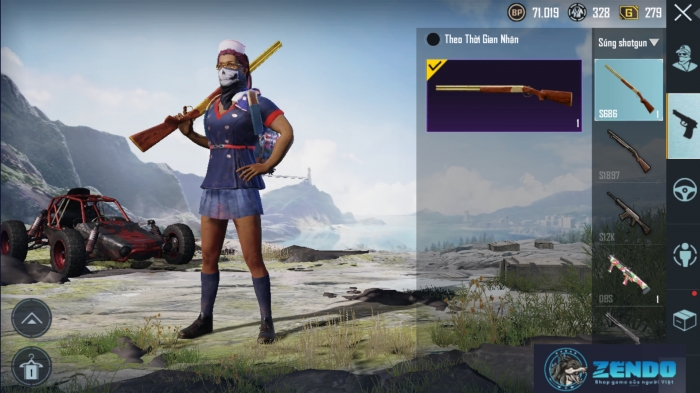 BP 71.019 328 G 279
Theo Thời Gian Nhận
Súng shotgun
1
S686
S1897
S12K
DBS
1
ZENDO
Shop game của người Việt